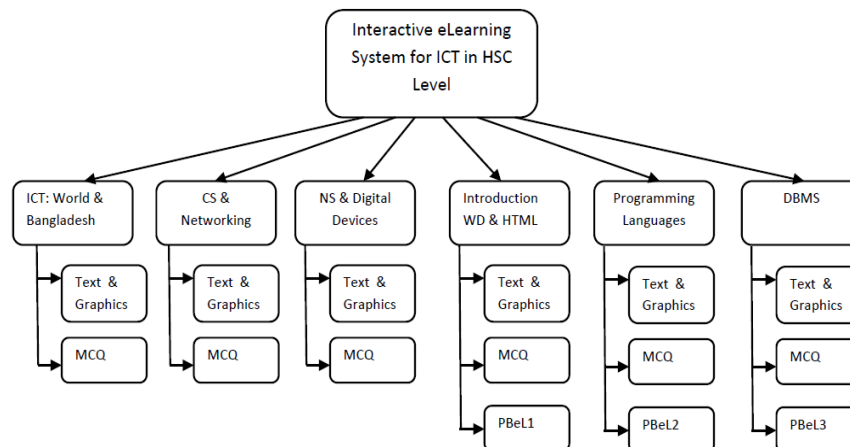 Interactive eLearning
System for ICT in HSC
Level
ICT: World &
Bangladesh
CS &
Networking
NS & Digital
Devices
Introduction
WD & HTML
Programming
Languages
DBMS
Text &
Graphics
Text &
Graphics
Text &
Graphics
Text &
Graphics
Text &
Graphics
Text &
Graphics
MCQ
MCQ
MCQ
MCQ
MCQ
MCQ
PBeL1
PBeL2
PBeL3